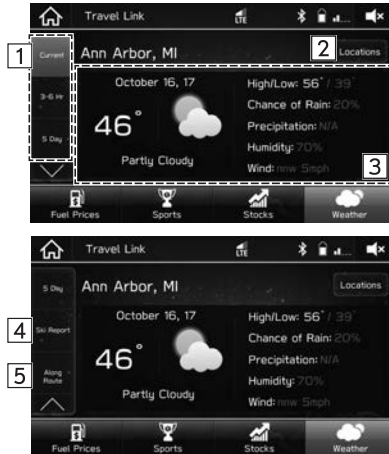 Travel Link
LTE
1
Current
Ann Arbor, MI
2
Locations
3-6 Hr
5 Day
October 16, 17
46°
Partly Cloudy
High/Low: 56° / 39°
Chance of Rain: 20%
Precipitation: N/A
Humidity: 70%
Wind: nnw 5mph
3
Fuel Prices
Sports
Stocks
Weather
Travel Link
LTE
5 Day
Ann Arbor, MI
Locations
4
Ski Report
5
Along
Route
October 16, 17
46°
Partly Cloudy
High/Low: 56° / 39°
Chance of Rain: 20%
Precipitation: N/A
Humidity: 70%
Wind: nnw 5mph
Fuel Prices
Sports
Stocks
Weather